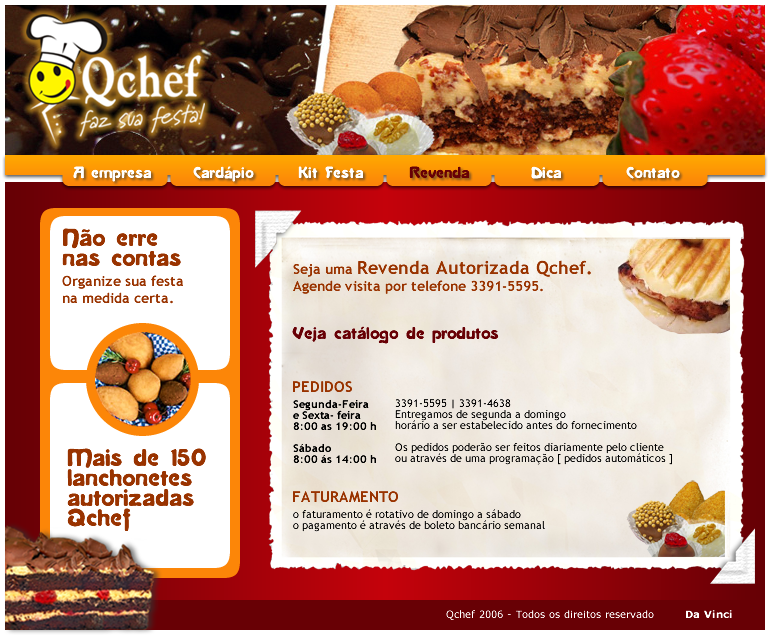 Qchef
faz sua festa!
A empresa
Cardápio
Kit Festa
Revenda
Dica
Contato
Não erre
nas contas
Organize sua festa
na medida certa.
Mais de 150
lanchonetes
autorizadas
Qchef
Seja uma Revenda Autorizada Qchef.
Agende visita por telefone 3391-5595.
Veja catálogo de produtos
PEDIDOS
Segunda-Feira
e Sexta- feira
8:00 as 19:00 h
3391-5595 | 3391-4638
Entregamos de segunda a domingo
horário a ser estabelecido antes do fornecimento
Sábado
8:00 ás 14:00 h
Os pedidos poderão ser feitos diariamente pelo cliente
ou através de uma programação [ pedidos automáticos ]
FATURAMENTO
o faturamento é rotativo de domingo a sábado
o pagamento é através de boleto bancário semanal
Qchef 2006 - Todos os direitos reservado
Da Vinci